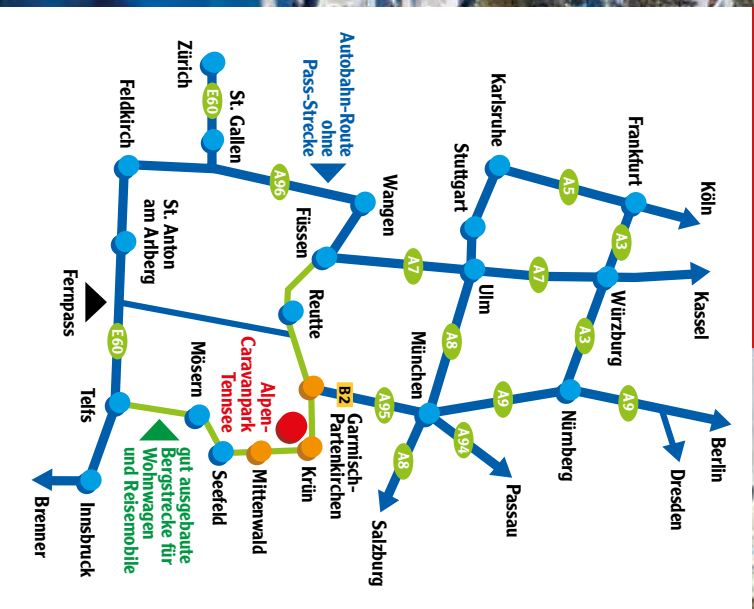 Köln
Kassel
Berlin
Dresden
Frankfurt
A3
Würzburg
A9
A5
A3
Nürnberg
A7
Karlsruhe
Stuttgart
Ulm
A8
A9
A94
Passau
München
A7
A8
Salzburg
A95
Wangen
Autobahn-Route
ohne
Pass-Strecke
B2
Garmisch-
Partenkirchen
Füssen
Reutte
Krün
A96
Alpen-
Caravanpark
Tennsee
Mittenwald
St. Gallen
E60
Zürich
Seefeld
Mösern
Feldkirch
St. Anton
am Arlberg
gut ausgebaute
Bergstrecke für
Wohnwagen
und Reisemobile
E60
Fernpass
Telfs
Innsbruck
Brenner